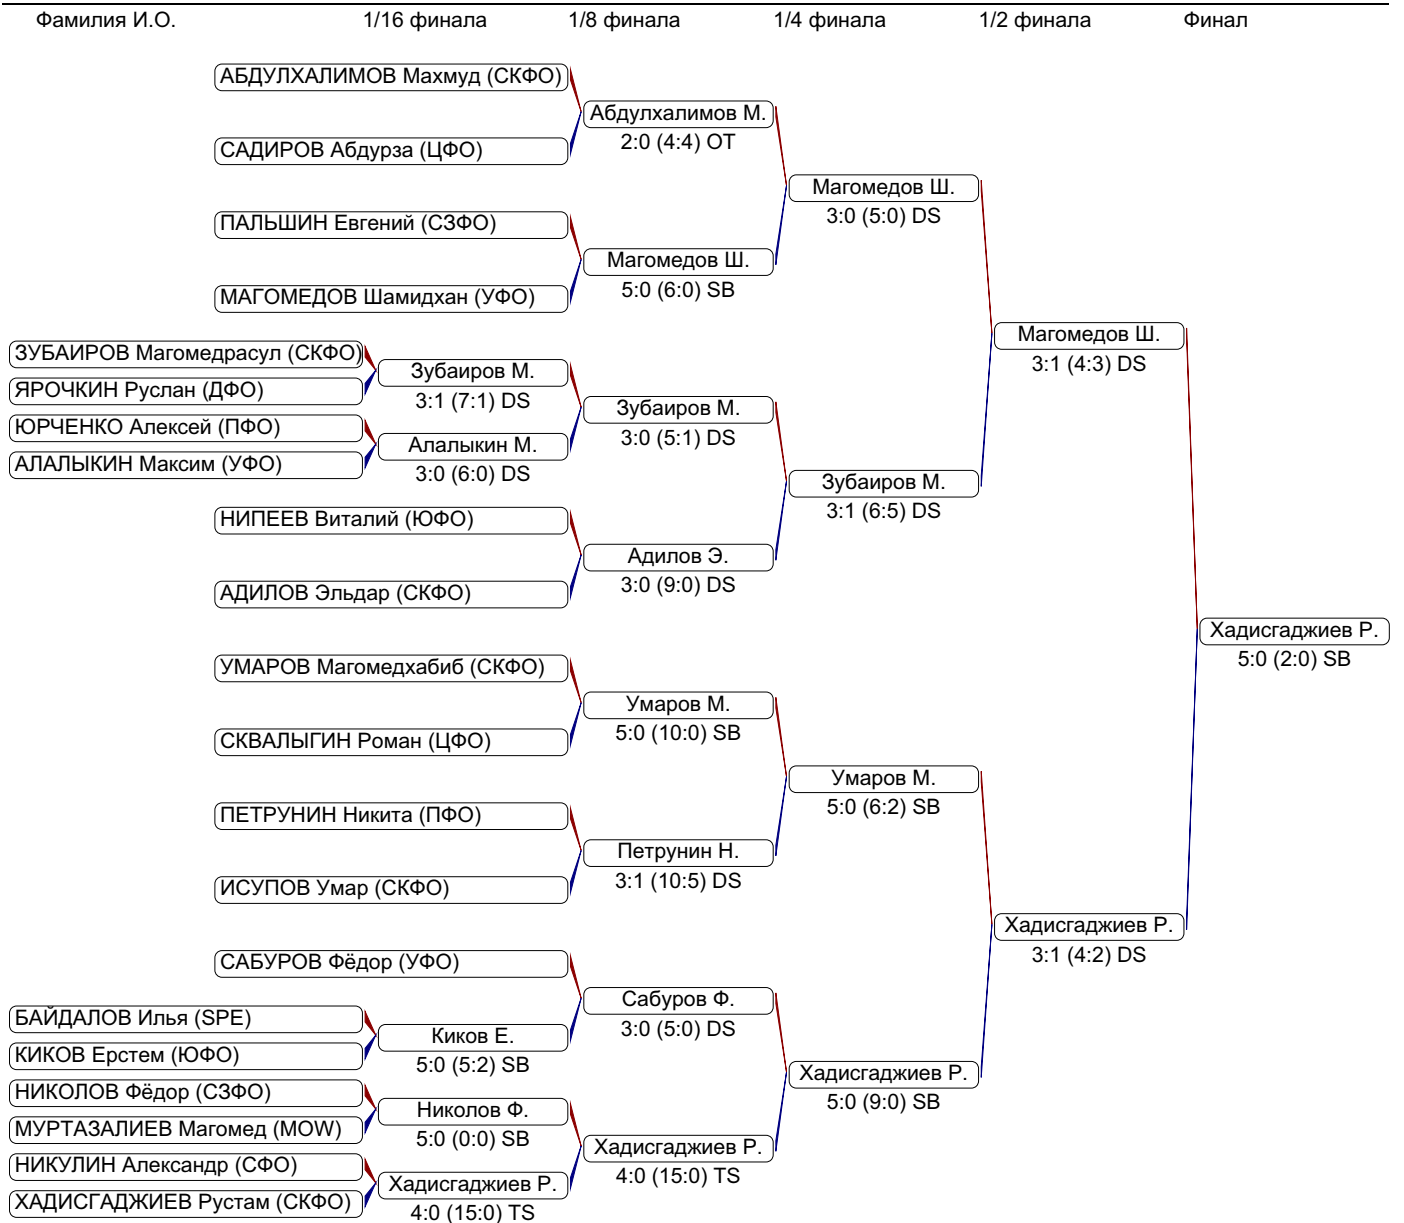 Фамилия И.О. 1/16 финала 1/8 финала 1/4 финала 1/2 финала Финал
АБДУЛХАЛИМОВ Махмуд (СКФО)
Абдулхалимов М.
2:0 (4:4) OT
САДИРОВ Абдурза (ЦФО)
Магомедов Ш.
3:0 (5:0) DS
ПАЛЬШИН Евгений (СЗФО)
Магомедов Ш.
5:0 (6:0) SB
МАГОМЕДОВ Шамидхан (УФО)
Магомедов Ш.
3:1 (4:3) DS
ЗУБАИРОВ Магомедрасул (СКФО)
Зубаиров М.
3:1 (7:1) DS
ЯРОЧКИН Руслан (ДФО)
Зубаиров М.
3:0 (5:1) DS
ЮРЧЕНКО Алексей (ПФО)
Алалыкин М.
3:0 (6:0) DS
АЛАЛЫКИН Максим (УФО)
Зубаиров М.
3:1 (6:5) DS
НИПЕЕВ Виталий (ЮФО)
Адилов Э.
3:0 (9:0) DS
АДИЛОВ Эльдар (СКФО)
Хадисгаджиев Р.
5:0 (2:0) SB
УМАРОВ Магомедхабиб (СКФО)
Умаров М.
5:0 (10:0) SB
СКВАЛЫГИН Роман (ЦФО)
Умаров М.
5:0 (6:2) SB
ПЕТРУНИН Никита (ПФО)
Петрунин Н.
3:1 (10:5) DS
ИСУПОВ Умар (СКФО)
Хадисгаджиев Р.
3:1 (4:2) DS
САБУРОВ Фёдор (УФО)
Сабуров Ф.
3:0 (5:0) DS
БАЙДАЛОВ Илья (SPE)
Киков Е.
5:0 (5:2) SB
КИКОВ Ерстем (ЮФО)
Хадисгаджиев Р.
5:0 (9:0) SB
НИКОЛОВ Фёдор (СЗФО)
Николов Ф.
5:0 (0:0) SB
МУРТАЗАЛИЕВ Магомед (MOW)
Хадисгаджиев Р.
4:0 (15:0) TS
НИКУЛИН Александр (СФО)
Хадисгаджиев Р.
4:0 (15:0) TS
ХАДИСГАДЖИЕВ Рустам (СКФО)